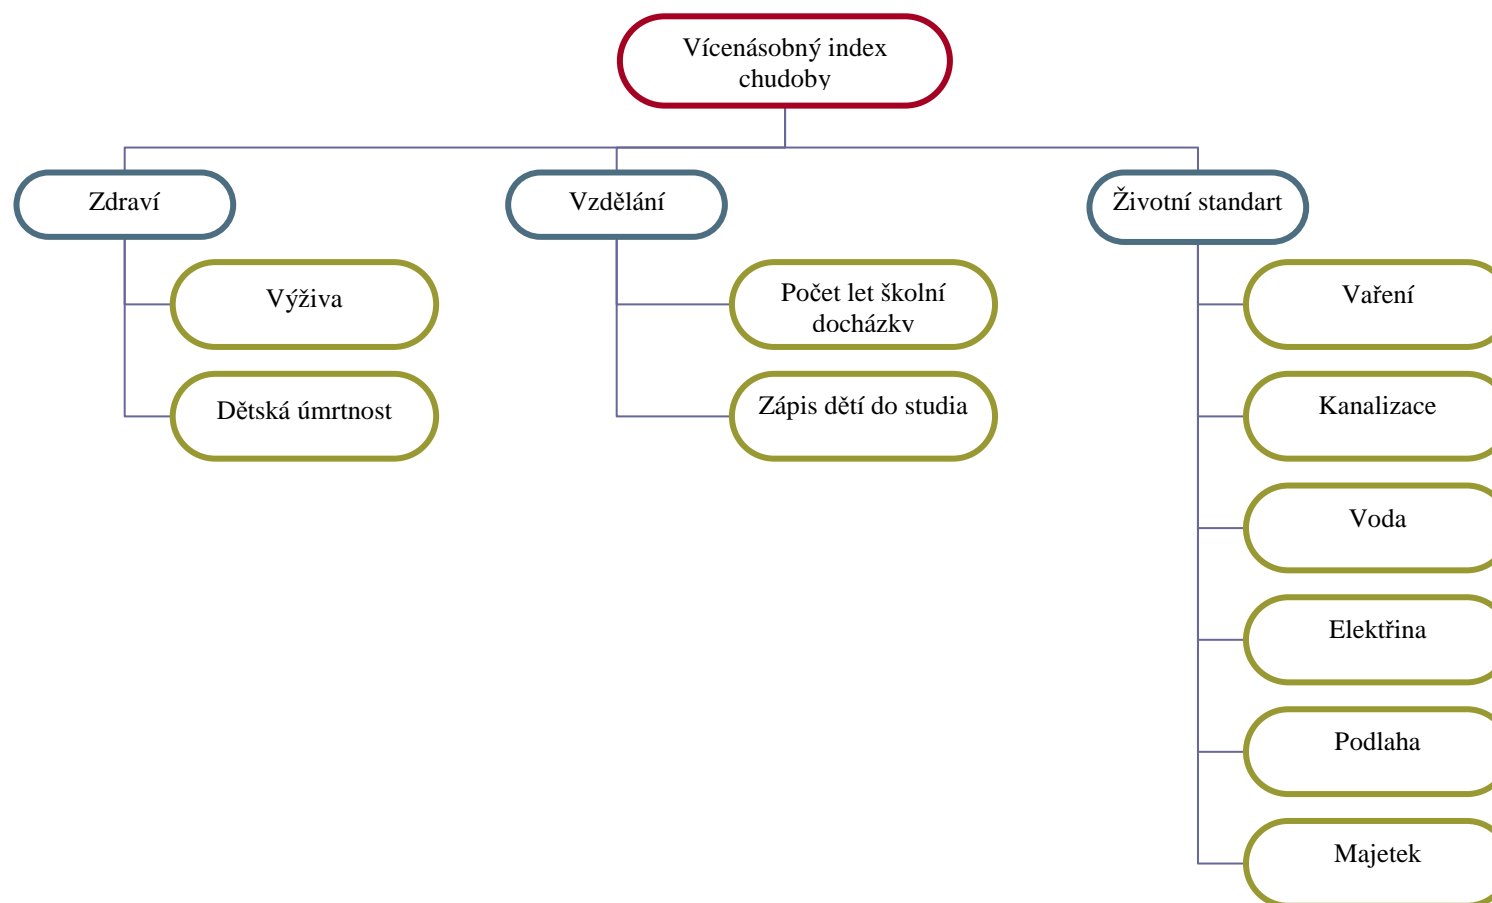 Vícenásobný index
chudoby
Zdraví
Vzdělání
Životní standart
Výživa
Dětská úmrtnost
Počet let školní
docházky
Zápis dětí do studia
Vaření
Kanalizace
Voda
Elektřina
Podlaha
Majetek